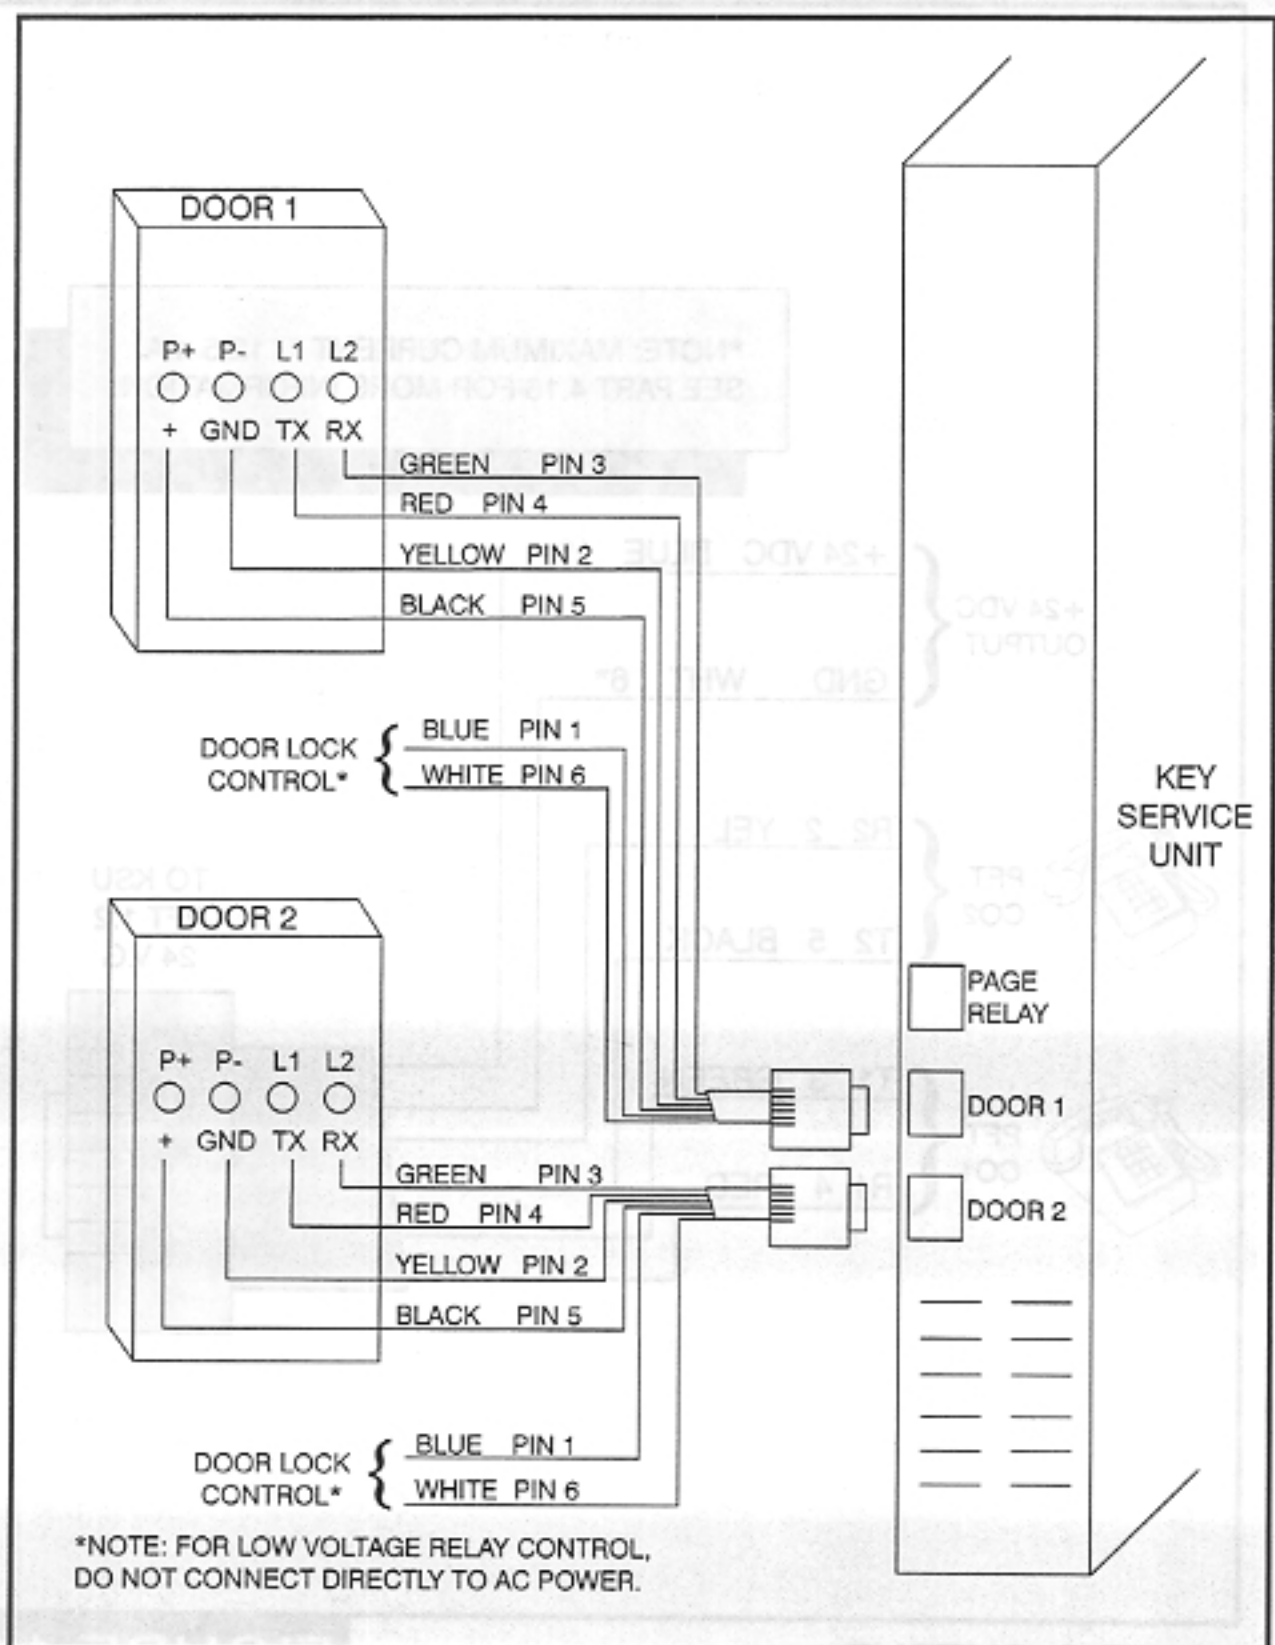 DOOR 1
P+ P- L1 L2
+ GND TX RX
GREEN PIN 3
RED PIN 4
YELLOW PIN 2
BLACK PIN 5
DOOR LOCK
CONTROL*
BLUE PIN 1
WHITE PIN 6
KEY
SERVICE
UNIT
DOOR 2
P+ P- L1 L2
+ GND TX RX
GREEN PIN 3
RED PIN 4
YELLOW PIN 2
BLACK PIN 5
PAGE
RELAY
DOOR 1
DOOR 2
DOOR LOCK
CONTROL*
BLUE PIN 1
WHITE PIN 6
*NOTE: FOR LOW VOLTAGE RELAY CONTROL,
DO NOT CONNECT DIRECTLY TO AC POWER.